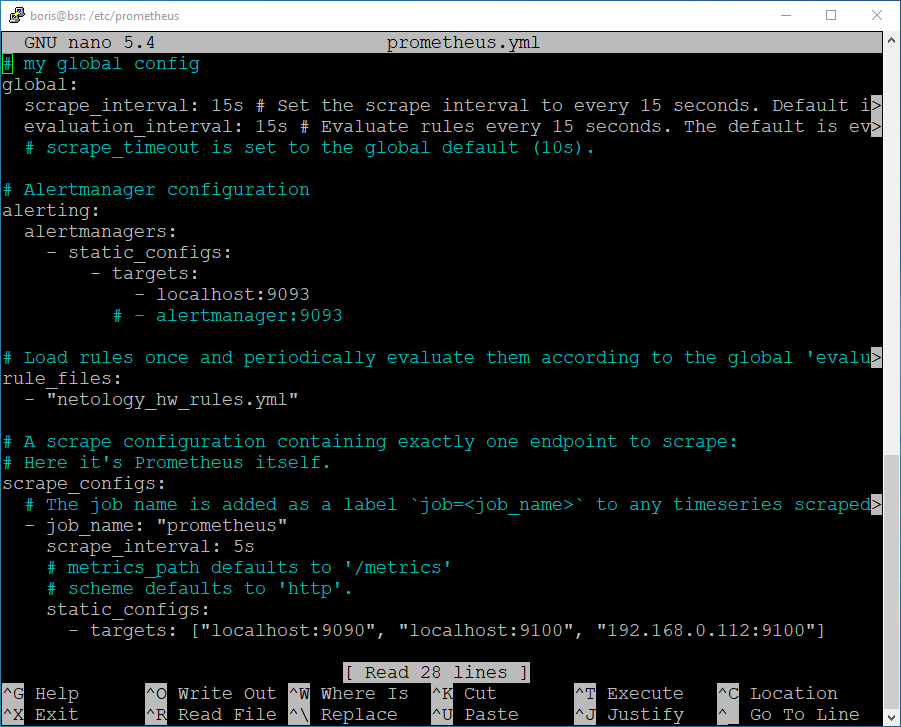 boris@bsr: /etc/prometheus
GNU nano 5.4 prometheus.yml
# my global config
global:
  scrape_interval: 15s # Set the scrape interval to every 15 seconds. Default i>
  evaluation_interval: 15s # Evaluate rules every 15 seconds. The default is ev>
  # scrape_timeout is set to the global default (10s).
# Alertmanager configuration
alerting:
  alertmanagers:
    - static_configs:
        - targets:
            - localhost:9093
          # - alertmanager:9093
# Load rules once and periodically evaluate them according to the global 'evalu>
rule_files:
  - "netology_hw_rules.yml"
# A scrape configuration containing exactly one endpoint to scrape:
# Here it's Prometheus itself.
scrape_configs:
  # The job name is added as a label `job=<job_name>` to any timeseries scraped>
  - job_name: "prometheus"
    scrape_interval: 5s
    # metrics_path defaults to '/metrics'
    # scheme defaults to 'http'.
    static_configs:
      - targets: ["localhost:9090", "localhost:9100", "192.168.0.112:9100"]
[ Read 28 lines ]
^G Help ^O Write Out ^W Where Is ^K Cut ^T Execute ^C Location
^X Exit ^R Read File ^\ Replace ^U Paste ^J Justify ^_ Go To Line